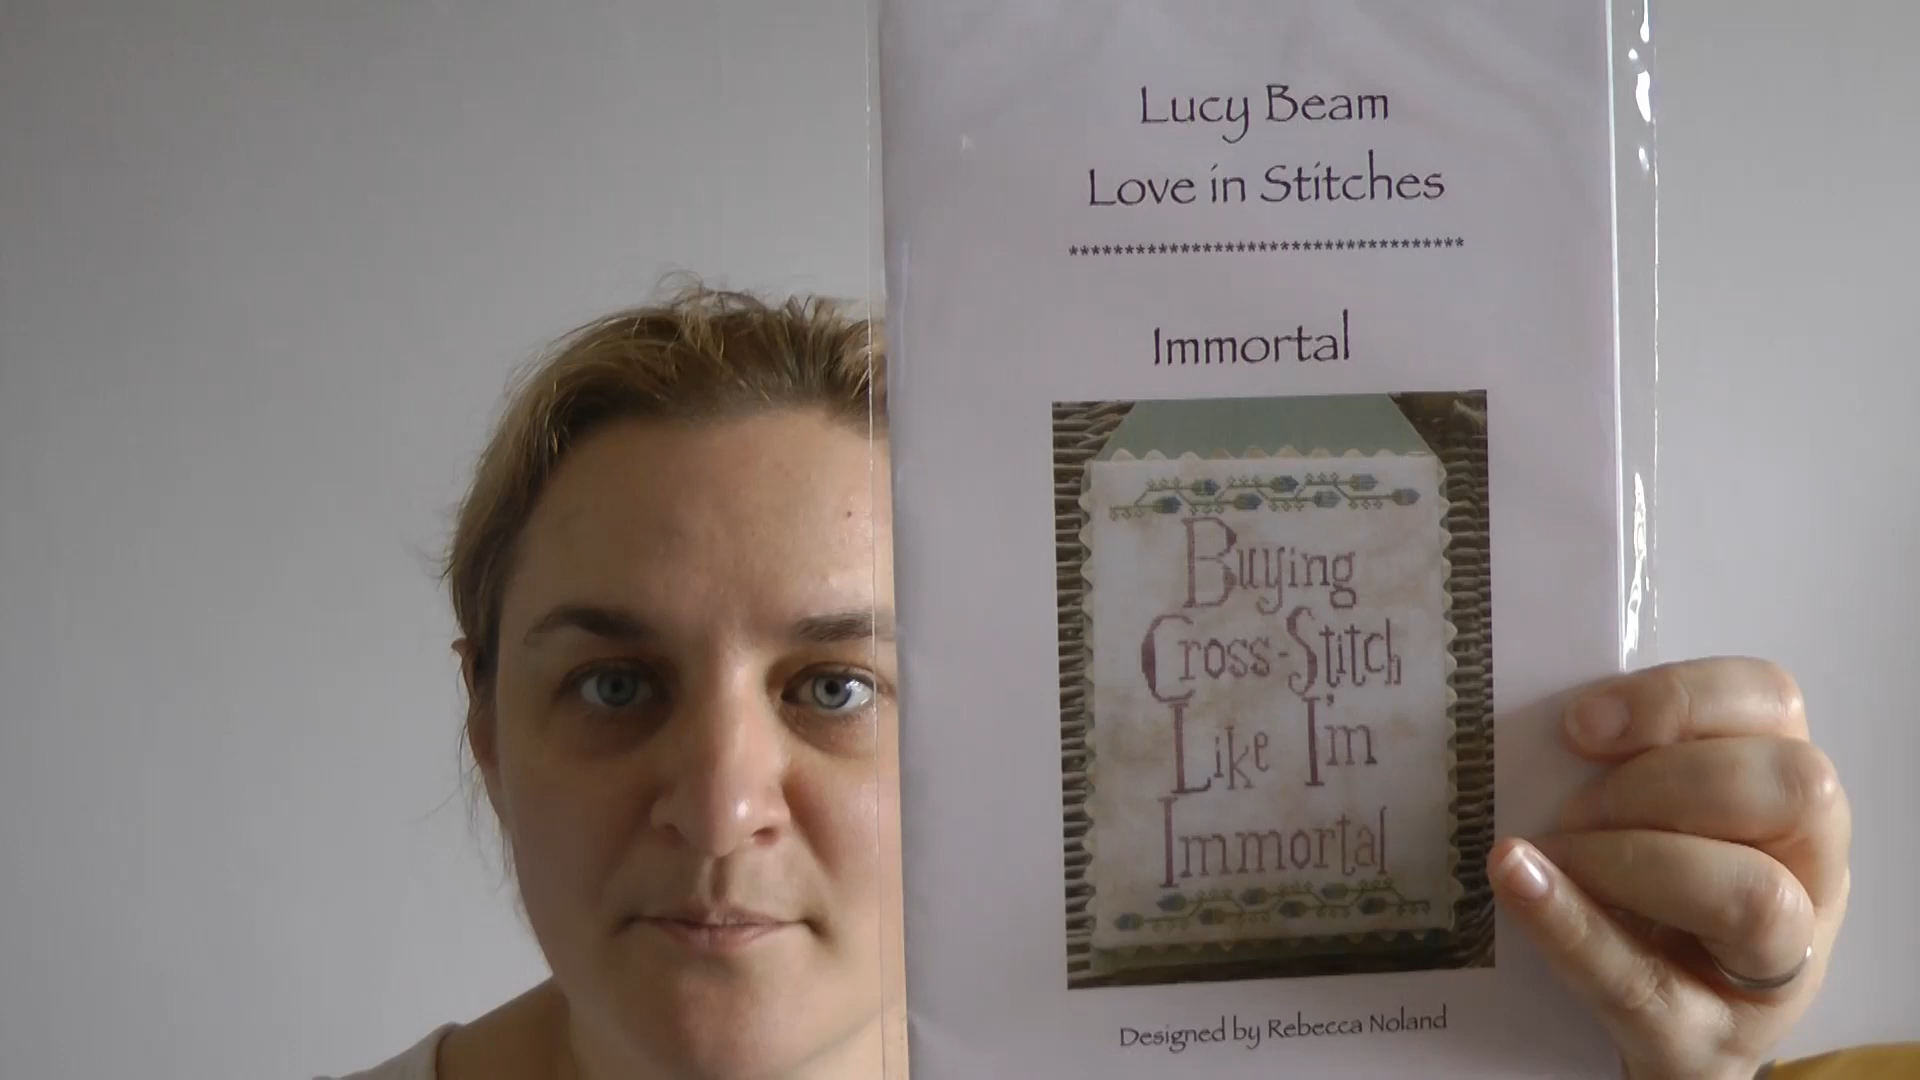 Lucy Beam
Love in Stitches
***********************************
Immortal
Buying
Cross-Stitch
Like I'm
Immortal
Designed by Rebecca Noland